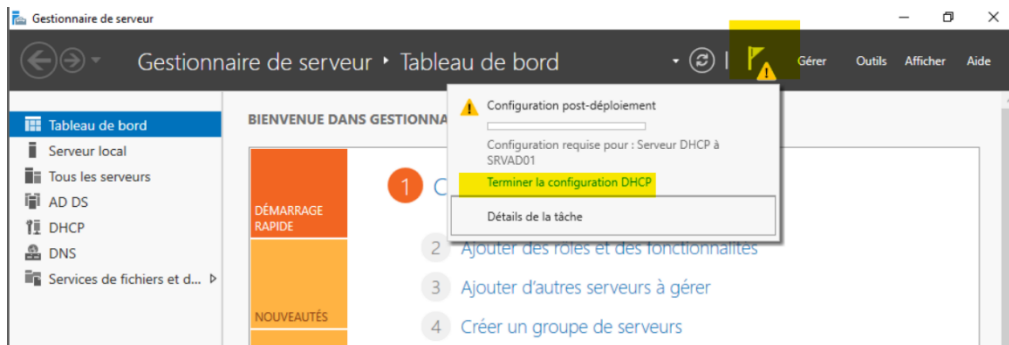 Gestionnaire de serveur
Gestionnaire de serveur • Tableau de bord
Gérer Outils Afficher Aide
Tableau de bord
Serveur local
Tous les serveurs
AD DS
DHCP
DNS
Services de fichiers et d...
BIENVENUE DANS GESTIONNA
Configuration post-déploiement
Configuration requise pour : Serveur DHCP à
SRVAD01
Terminer la configuration DHCP
Détails de la tâche
DÉMARRAGE
RAPIDE
NOUVEAUTÉS
1 C
2 Ajouter des rôles et des fonctionnalités
3 Ajouter d'autres serveurs à gérer
4 Créer un groupe de serveurs